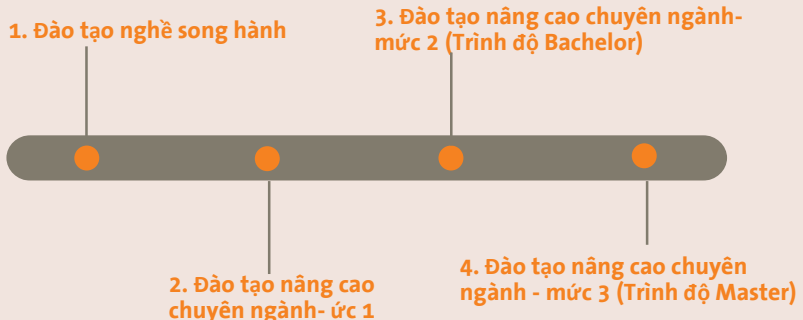 1. Đào tạo nghề song hành
3. Đào tạo nâng cao chuyên ngành-
mức 2 (Trình độ Bachelor)
2. Đào tạo nâng cao
chuyên ngành- ức 1
4. Đào tạo nâng cao chuyên
ngành - mức 3 (Trình độ Master)